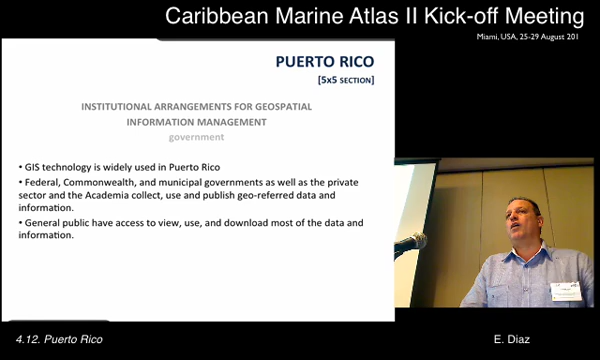 Caribbean Marine Atlas II Kick-off Meeting
Miami, USA, 25-29 August 201
PUERTO RICO
[5x5 SECTION]
INSTITUTIONAL ARRANGEMENTS FOR GEOSPATIAL
INFORMATION MANAGEMENT
government
• GIS technology is widely used in Puerto Rico
• Federal, Commonwealth, and municipal governments as well as the private
sector and the Academia collect, use and publish geo-referred data and
information.
• General public have access to view, use, and download most of the data and
information.
4.12. Puerto Rico
E. Diaz